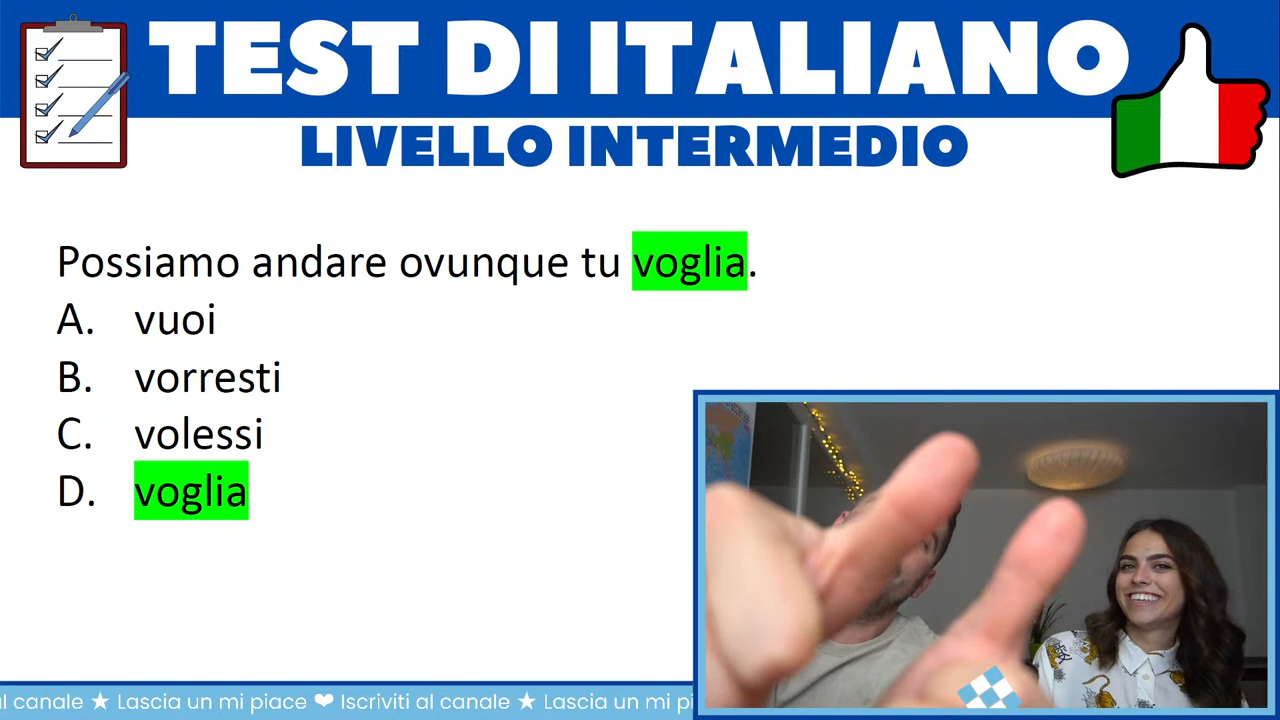 TEST DI ITALIANO
LIVELLO INTERMEDIO
Possiamo andare ovunque tu voglia.
A. vuoi
B. vorresti
C. volessi
D. voglia
al canale ★ Lascia un mi piace ❤ Iscriviti al canale ★ Lascia un mi pi